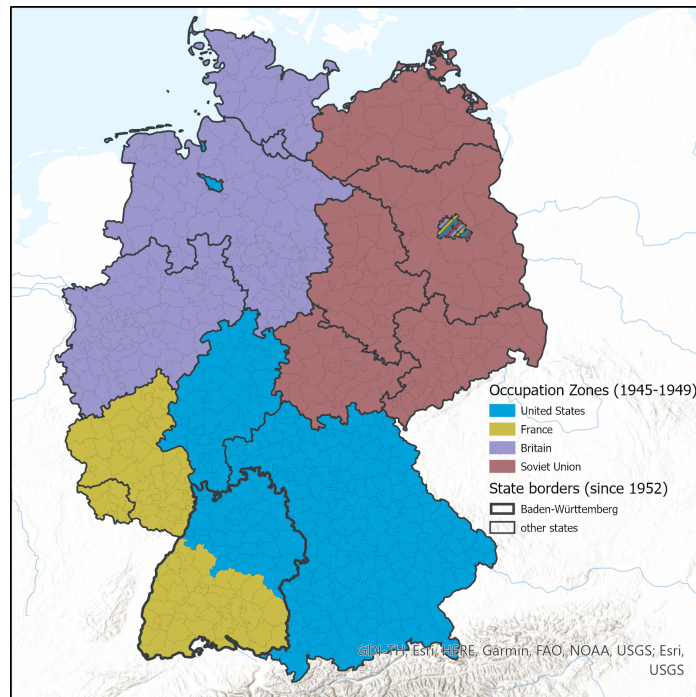 Occupation Zones (1945-1949)
United States
France
Britain
Soviet Union
State borders (since 1952)
Baden-Württemberg
other states
GDI-TH, Esri, HERE, Garmin, FAO, NOAA, USGS; Esri,
USGS